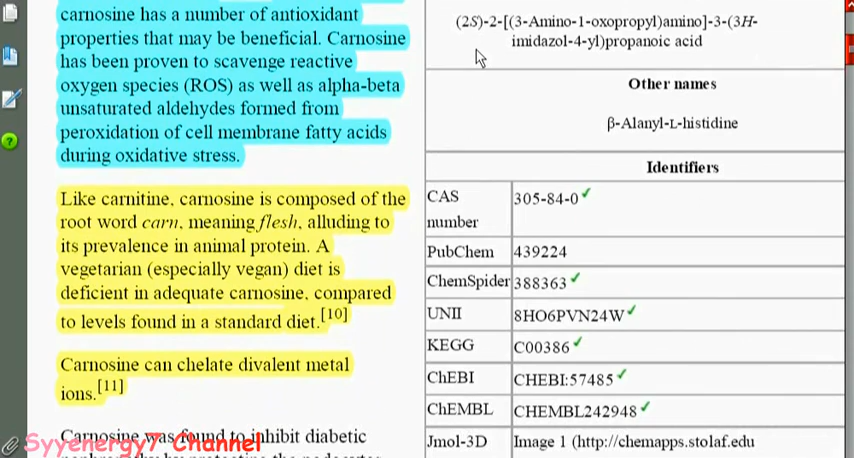 carnosine has a number of antioxidant
properties that may be beneficial. Carnosine
has been proven to scavenge reactive
oxygen species (ROS) as well as alpha-beta
unsaturated aldehydes formed from
peroxidation of cell membrane fatty acids
during oxidative stress.
Like carnitine, carnosine is composed of the
root word carn, meaning flesh, alluding to
its prevalence in animal protein. A
vegetarian (especially vegan) diet is
deficient in adequate carnosine, compared
to levels found in a standard diet.[10]
Carnosine can chelate divalent metal
ions.[11]
Carnosine was found to inhibit diabetic
(2S)-2-[(3-Amino-1-oxopropyl)amino]-3-(3H-
imidazol-4-yl)propanoic acid
Other names
β-Alanyl-L-histidine
Identifiers
CAS number 305-84-0✓
PubChem 439224
ChemSpider 388363✓
UNII 8HO6PVN24W✓
KEGG C00386✓
ChEBI CHEBI:57485✓
ChEMBL CHEMBL242948✓
Jmol-3D Image 1 (http://chemapps.stolaf.edu
Syyenergy7 Channel